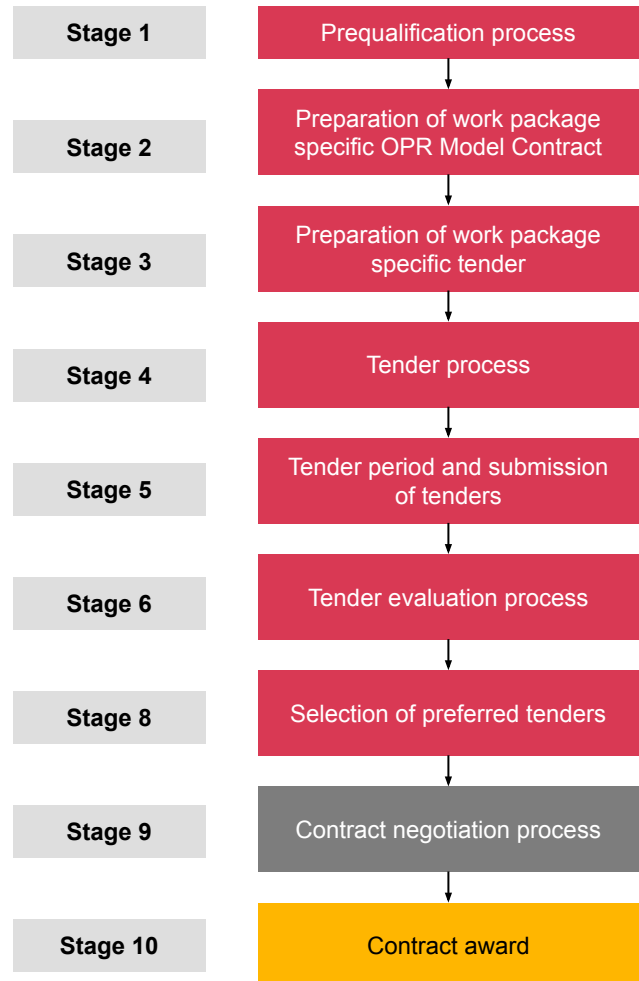 Stage 1
Prequalification process
Stage 2
Preparation of work package
specific OPR Model Contract
Stage 3
Preparation of work package
specific tender
Stage 4
Tender process
Stage 5
Tender period and submission
of tenders
Stage 6
Tender evaluation process
Stage 8
Selection of preferred tenders
Stage 9
Contract negotiation process
Stage 10
Contract award